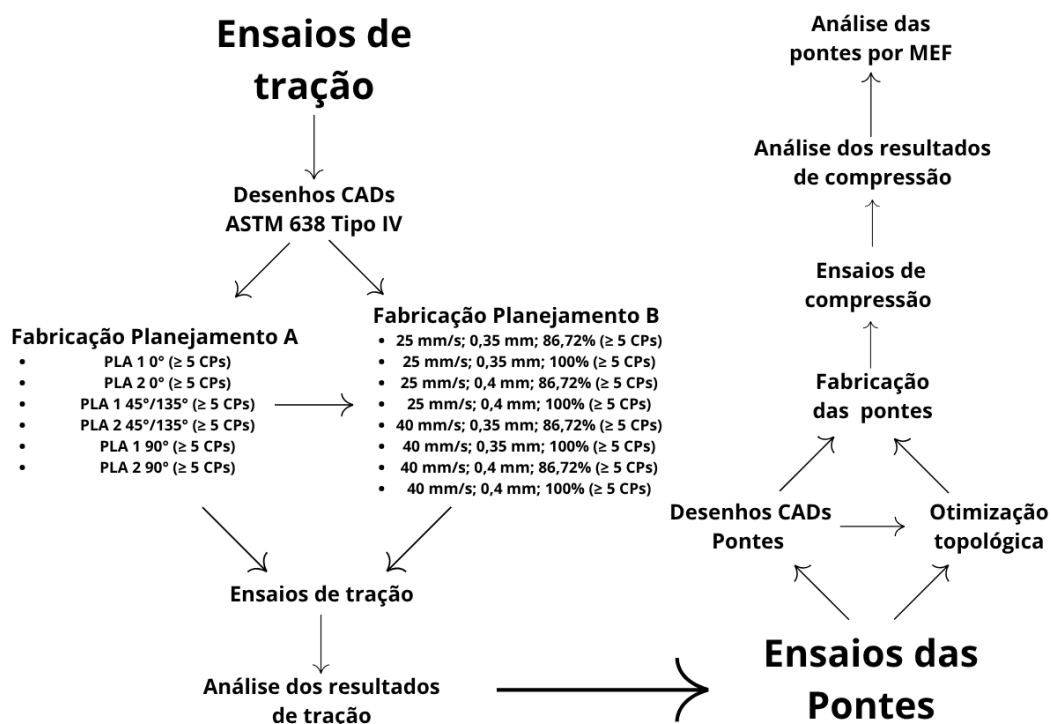 Ensaios de
tração
Desenhos CADs
ASTM 638 Tipo IV
Fabricação Planejamento A
• PLA 1 0° (≥ 5 CPs)
• PLA 2 0° (≥ 5 CPs)
• PLA 1 45°/135° (≥ 5 CPs)
• PLA 2 45°/135° (≥ 5 CPs)
• PLA 1 90° (≥ 5 CPs)
• PLA 2 90° (≥ 5 CPs)
Fabricação Planejamento B
• 25 mm/s; 0,35 mm; 86,72% (≥ 5 CPs)
• 25 mm/s; 0,35 mm; 100% (≥ 5 CPs)
• 25 mm/s; 0,4 mm; 86,72% (≥ 5 CPs)
• 25 mm/s; 0,4 mm; 100% (≥ 5 CPs)
• 40 mm/s; 0,35 mm; 86,72% (≥ 5 CPs)
• 40 mm/s; 0,35 mm; 100% (≥ 5 CPs)
• 40 mm/s; 0,4 mm; 86,72% (≥ 5 CPs)
• 40 mm/s; 0,4 mm; 100% (≥ 5 CPs)
Ensaios de tração
Análise dos resultados
de tração
Ensaios das
Pontes
Desenhos CADs
Pontes
Otimização
topológica
Fabricação
das pontes
Ensaios de
compressão
Análise dos resultados
de compressão
Análise das
pontes por MEF